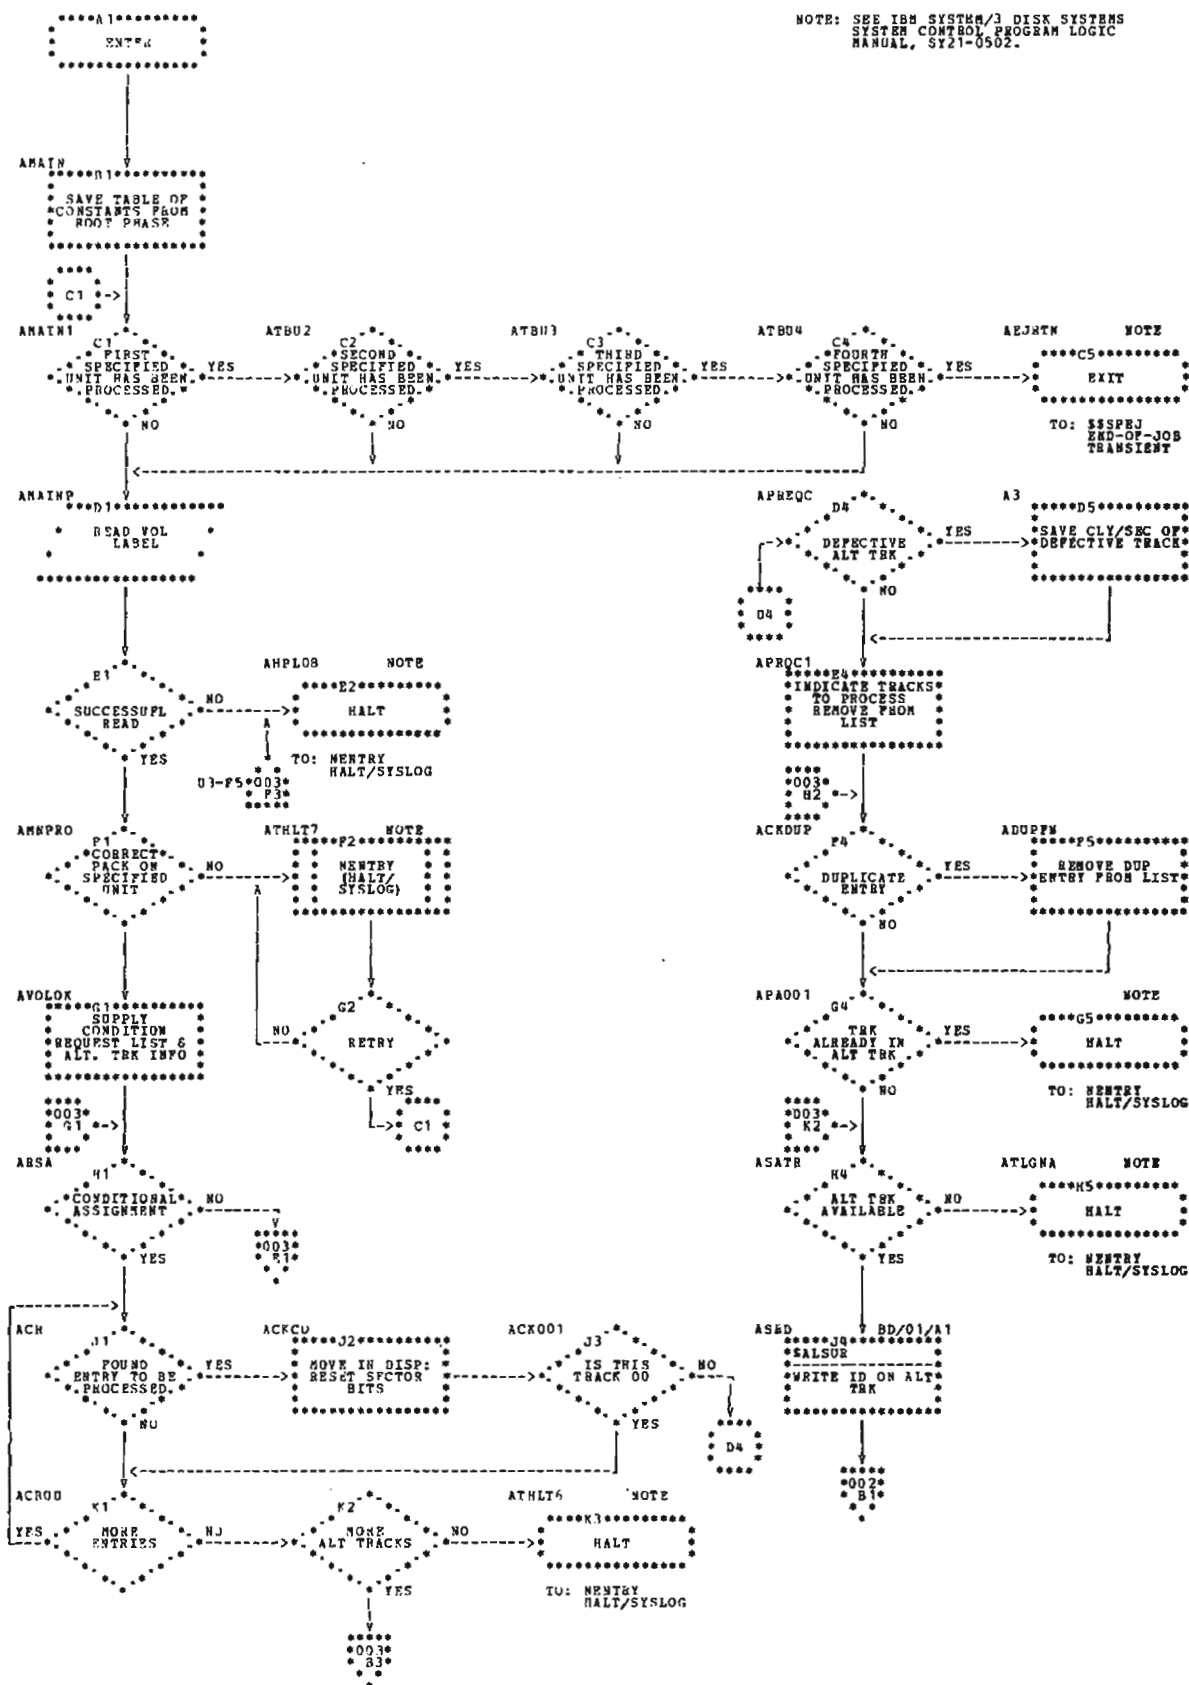 NOTE: SEE IBM SYSTEM/3 DISK SYSTEMS
SYSTEM CONTROL PROGRAM LOGIC
MANUAL, SY21-0502.
A1
ENTER
AMAIN
B1
SAVE TABLE OF
CONSTANTS FROM
ROOT PHASE
C1
AMAIN1
C1
FIRST
SPECIFIED
UNIT HAS BEEN
PROCESSED
YES
NO
ATBU2
C2
SECOND
SPECIFIED
UNIT HAS BEEN
PROCESSED
YES
NO
ATBU3
C3
THIRD
SPECIFIED
UNIT HAS BEEN
PROCESSED
YES
NO
ATBU4
C4
FOURTH
SPECIFIED
UNIT HAS BEEN
PROCESSED
YES
NO
AEJRTN NOTE
C5
EXIT
TO: $$SPEJ
END-OF-JOB
TRANSIENT
AMAINP
D1
READ VOL
LABEL
APREQC
D4
DEFECTIVE
ALT TRK
YES
NO
D4
A3
D5
SAVE CLY/SEC OF
DEFECTIVE TRACK
E1
SUCCESSUFL
READ
NO
YES
AHPL0B NOTE
E2
HALT
A
TO: NENTRY
HALT/SYSLOG
03-F5 003
F3
APRQC1
E4
INDICATE TRACKS
TO PROCESS
REMOVE FROM
LIST
003
H2
AMNPRO
F1
CORRECT
PACK ON
SPECIFIED
UNIT
NO
YES
A
ATHLT7 NOTE
F2
NENTRY
(HALT/
SYSLOG)
ACKDUP
F4
DUPLICATE
ENTRY
YES
NO
ADUPFN
F5
REMOVE DUP
ENTRY FROM LIST
AVOLOK
G1
SUPPLY
CONDITION
REQUEST LIST &
ALT. TRK INFO
G2
RETRY
NO
YES
C1
APA001
G4
TRK
ALREADY IN
ALT TRK
YES
NO
NOTE
G5
HALT
TO: NENTRY
HALT/SYSLOG
003
G1
003
K2
ABSA
H1
CONDITIONAL
ASSIGNMENT
NO
YES
003
B1
ASATR
H4
ALT TRK
AVAILABLE
NO
YES
ATLGNA NOTE
H5
HALT
TO: NENTRY
HALT/SYSLOG
ACH
J1
FOUND
ENTRY TO BE
PROCESSED
YES
NO
ACKCU
J2
MOVE IN DISP:
RESET SECTOR
BITS
ACK001
J3
IS THIS
TRACK 00
NO
YES
D4
ASBD BD/01/A1
J4
$ALSUR
WRITE ID ON ALT
TRK
002
B1
ACROD
K1
MORE
ENTRIES
YES
NO
K2
MORE
ALT TRACKS
NO
YES
ATHLT6 NOTE
K3
HALT
TO: NENTRY
HALT/SYSLOG
003
B3